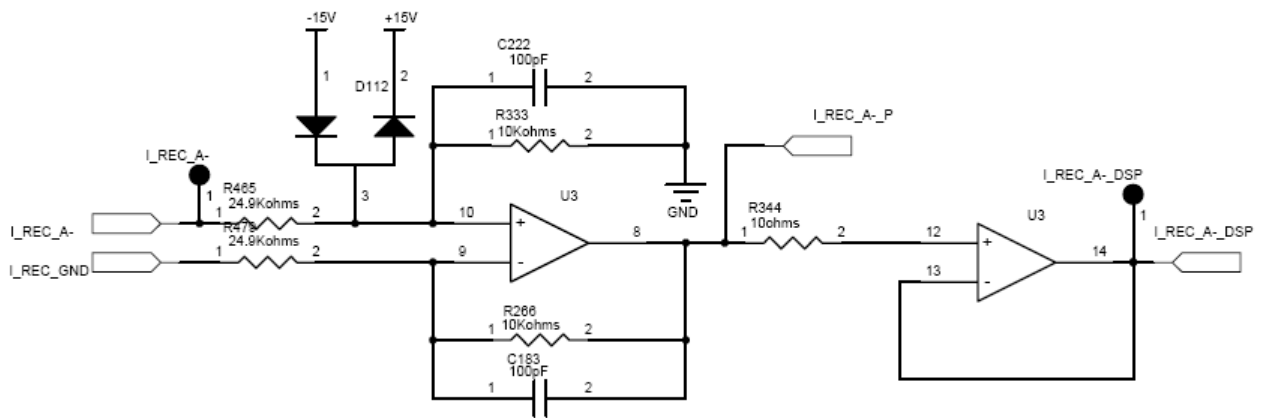 -15V
+15V
1
D112
2
C222
100pF
1
2
R333
10Kohms
1
2
I_REC_A-_P
I_REC_A-
1
R465
24.9Kohms
1
2
3
10
+
U3
8
GND
I_REC_A-
R479
24.9Kohms
1
2
9
-
I_REC_GND
R344
10ohms
1
2
12
+
U3
14
13
-
I_REC_A-_DSP
1
I_REC_A-_DSP
R266
10Kohms
1
2
C183
100pF
1
2